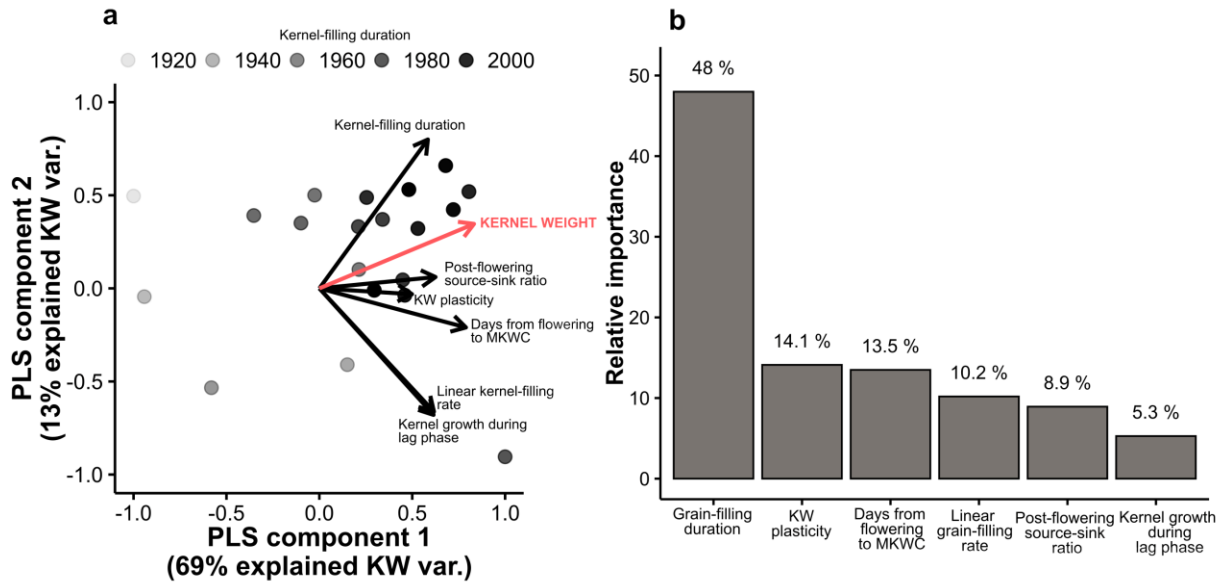 a
Kernel-filling duration
1920 1940 1960 1980 2000
PLS component 2
(13% explained KW var.)
1.0
0.5
0.0
-0.5
-1.0
Kernel-filling duration
KERNEL WEIGHT
Post-flowering
source-sink ratio
KW plasticity
Days from flowering
to MKWC
Linear kernel-filling
rate
Kernel growth during
lag phase
-1.0 -0.5 0.0 0.5 1.0
PLS component 1
(69% explained KW var.)
b
Relative importance
50
40
30
20
10
0
48 %
14.1 %
13.5 %
10.2 %
8.9 %
5.3 %
Grain-filling
duration
KW
plasticity
Days from
flowering
to MKWC
Linear
grain-filling
rate
Post-flowering
source-sink
ratio
Kernel growth
during
lag phase